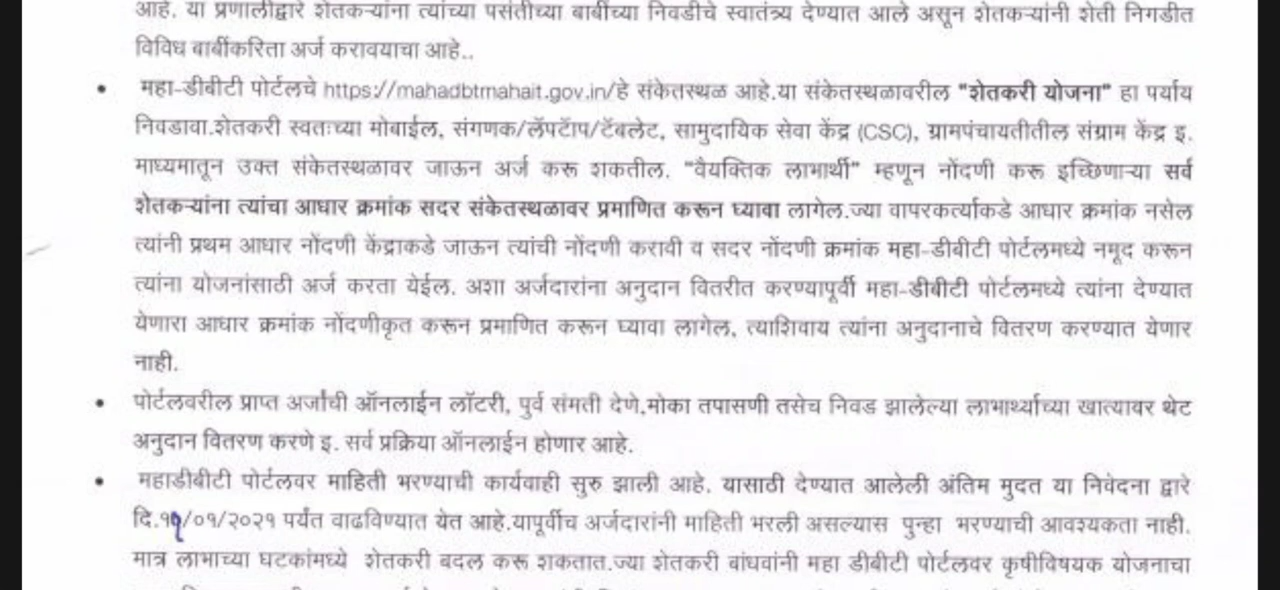 आहे. या प्रणालीद्वारे शेतकऱ्यांना त्यांच्या पसंतीच्या बाबींच्या निवडीचे स्वातंत्र्य देण्यात आले असून शेतकऱ्यांनी शेती निगडीत
विविध बाबींकरिता अर्ज करावयाचा आहे..
• महा-डीबीटी पोर्टलचे https://mahadbtmahait.gov.in/हे संकेतस्थळ आहे.या संकेतस्थळावरील "शेतकरी योजना" हा पर्याय
निवडावा.शेतकरी स्वतःच्या मोबाईल, संगणक/लॅपटॅाप/टॅबलेट, सामुदायिक सेवा केंद्र (CSC), ग्रामपंचायतीतील संग्राम केंद्र इ.
माध्यमातून उक्त संकेतस्थळावर जाऊन अर्ज करू शकतील. "वैयक्तिक लाभार्थी" म्हणून नोंदणी करू इच्छिणाऱ्या सर्व
शेतकऱ्यांना त्यांचा आधार क्रमांक सदर संकेतस्थळावर प्रमाणित करून घ्यावा लागेल.ज्या वापरकर्त्याकडे आधार क्रमांक नसेल
त्यांनी प्रथम आधार नोंदणी केंद्राकडे जाऊन त्यांची नोंदणी करावी व सदर नोंदणी क्रमांक महा-डीबीटी पोर्टलमध्ये नमूद करून
त्यांना योजनांसाठी अर्ज करता येईल. अशा अर्जदारांना अनुदान वितरीत करण्यापूर्वी महा-डीबीटी पोर्टलमध्ये त्यांना देण्यात
येणारा आधार क्रमांक नोंदणीकृत करून प्रमाणित करून घ्यावा लागेल, त्याशिवाय त्यांना अनुदानाचे वितरण करण्यात येणार
नाही.
• पोर्टलवरील प्राप्त अर्जांची ऑनलाईन लॉटरी, पुर्व संमती देणे,मोका तपासणी तसेच निवड झालेल्या लाभार्थ्याच्या खात्यावर थेट
अनुदान वितरण करणे इ. सर्व प्रक्रिया ऑनलाईन होणार आहे.
• महाडीबीटी पोर्टलवर माहिती भरण्याची कार्यवाही सुरु झाली आहे. यासाठी देण्यात आलेली अंतिम मुदत या निवेदना द्वारे
दि.११/०१/२०२१ पर्यंत वाढविण्यात येत आहे.यापूर्वीच अर्जदारांनी माहिती भरली असल्यास पुन्हा भरण्याची आवश्यकता नाही.
मात्र लाभाच्या घटकांमध्ये शेतकरी बदल करू शकतात.ज्या शेतकरी बांधवांनी महा डीबीटी पोर्टलवर कृषीविषयक योजनाचा